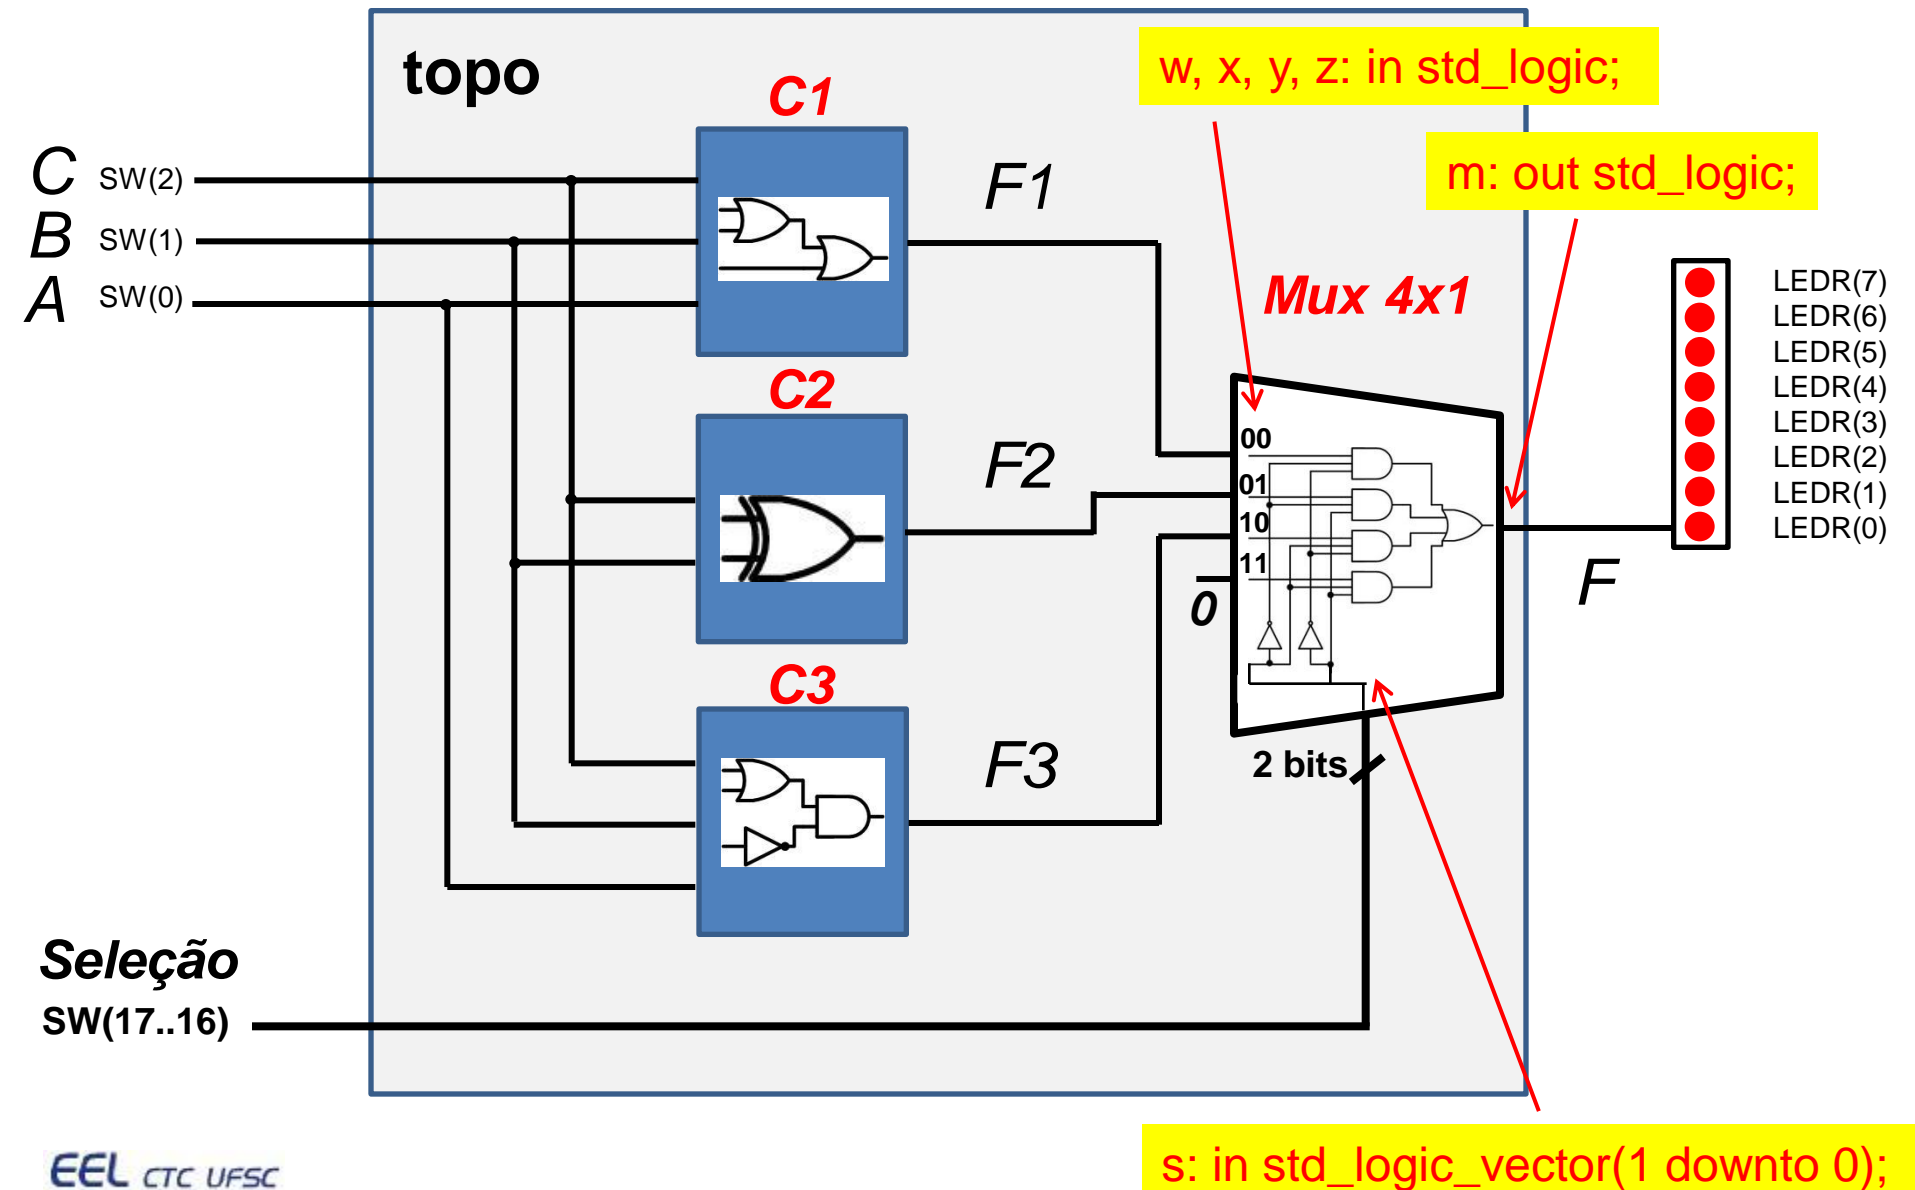 topo
w, x, y, z: in std_logic;
C1
m: out std_logic;
C SW(2)
F1
B SW(1)
A SW(0)
Mux 4x1
LEDR(7)
LEDR(6)
LEDR(5)
LEDR(4)
LEDR(3)
LEDR(2)
LEDR(1)
LEDR(0)
C2
F2
00
01
10
11
0
F
C3
F3
2 bits
Seleção
SW(17..16)
s: in std_logic_vector(1 downto 0);
EEL CTC UFSC